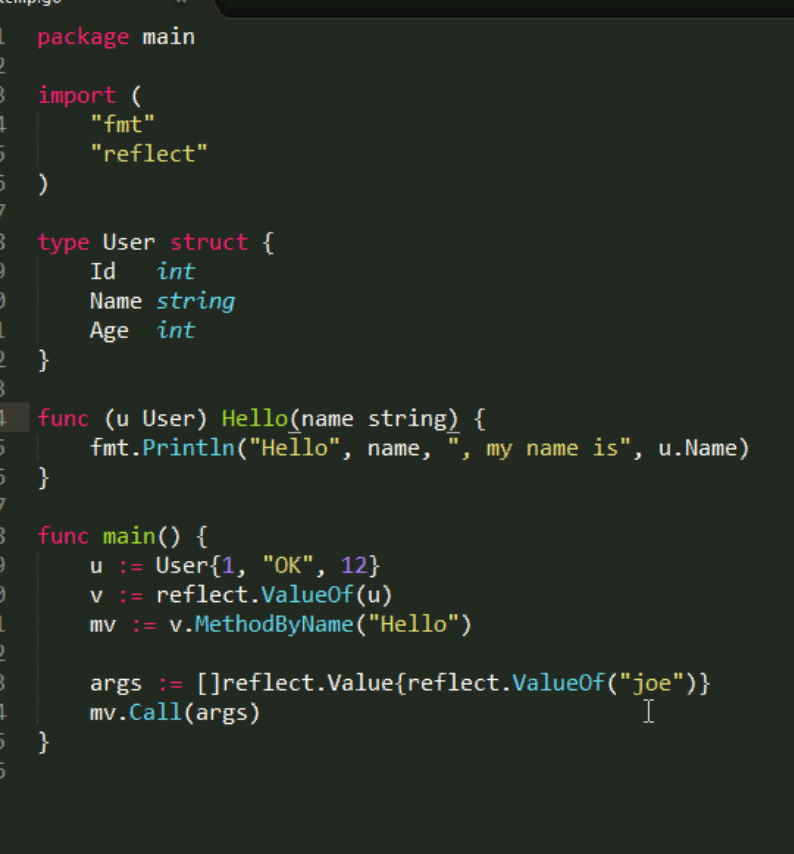 package main
import (
    "fmt"
    "reflect"
)
type User struct {
    Id   int
    Name string
    Age  int
}
func (u User) Hello(name string) {
    fmt.Println("Hello", name, ", my name is", u.Name)
}
func main() {
    u := User{1, "OK", 12}
    v := reflect.ValueOf(u)
    mv := v.MethodByName("Hello")
    args := []reflect.Value{reflect.ValueOf("joe")}
    mv.Call(args)
}